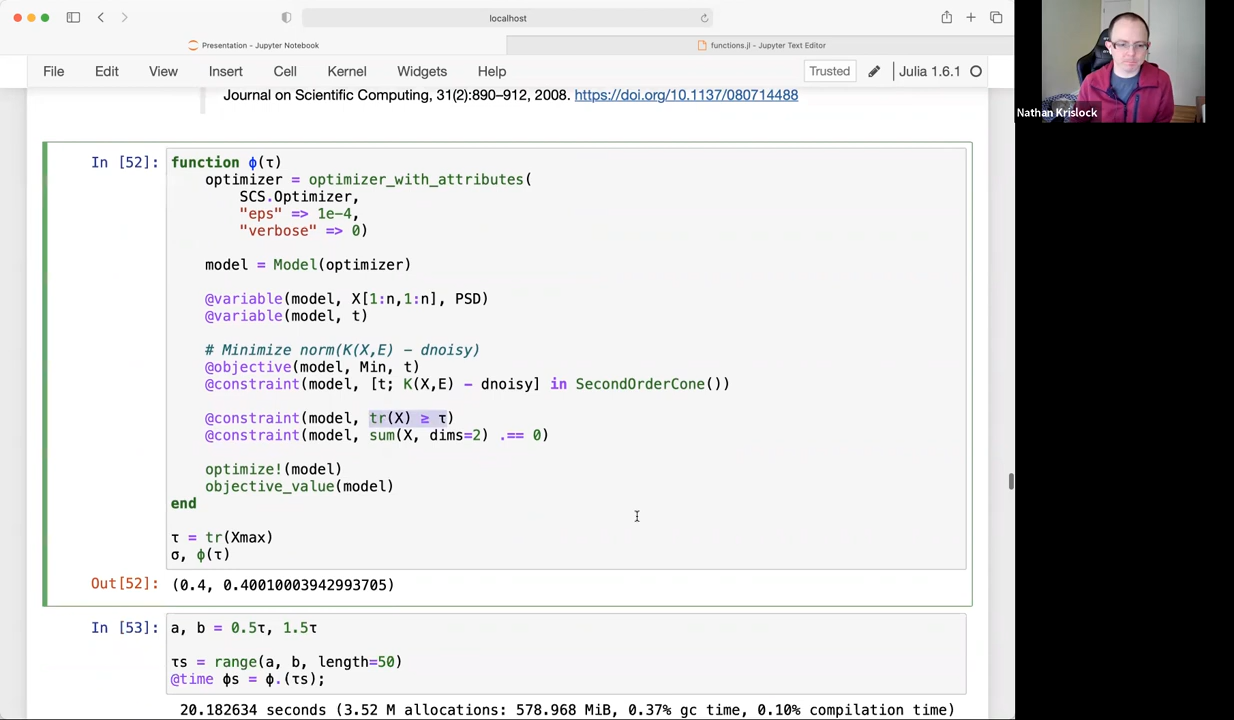 localhost
Presentation - Jupyter Notebook
functions.jl - Jupyter Text Editor
File Edit View Insert Cell Kernel Widgets Help
Trusted
Julia 1.6.1
Journal on Scientific Computing, 31(2):890–912, 2008. https://doi.org/10.1137/080714488
In [52]:
function ϕ(τ)
optimizer = optimizer_with_attributes(
SCS.Optimizer,
"eps" => 1e-4,
"verbose" => 0)
model = Model(optimizer)
@variable(model, X[1:n,1:n], PSD)
@variable(model, t)
# Minimize norm(K(X,E) - dnoisy)
@objective(model, Min, t)
@constraint(model, [t; K(X,E) - dnoisy] in SecondOrderCone())
@constraint(model, tr(X) ≥ τ)
@constraint(model, sum(X, dims=2) .== 0)
optimize!(model)
objective_value(model)
end
τ = tr(Xmax)
σ, ϕ(τ)
Out[52]: (0.4, 0.40010003942993705)
In [53]:
a, b = 0.5τ, 1.5τ
τs = range(a, b, length=50)
@time ϕs = ϕ.(τs);
20.182634 seconds (3.52 M allocations: 578.968 MiB, 0.37% gc time, 0.10% compilation time)
Nathan Krislock